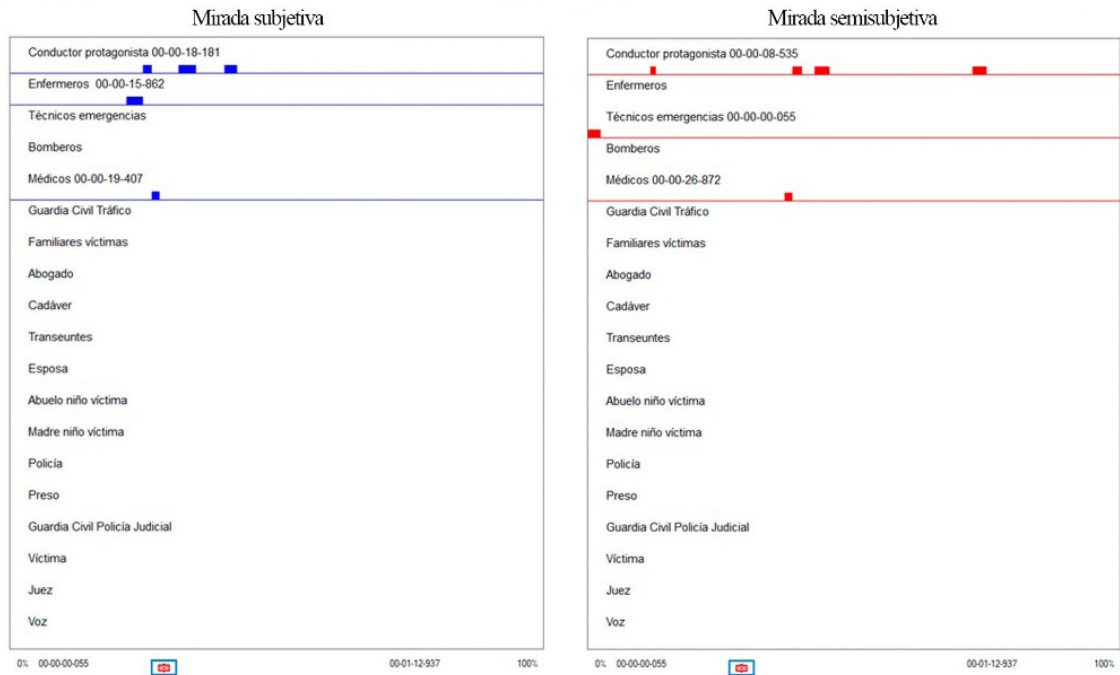 Mirada subjetiva
Conductor protagonista 00-00-18-181
Enfermeros 00-00-15-862
Técnicos emergencias
Bomberos
Médicos 00-00-19-407
Guardia Civil Tráfico
Familiares víctimas
Abogado
Cadáver
Transeuntes
Esposa
Abuelo niño víctima
Madre niño víctima
Policía
Preso
Guardia Civil Policía Judicial
Víctima
Juez
Voz
0% 00-00-00-055 00-01-12-937 100%
Mirada semisubjetiva
Conductor protagonista 00-00-08-535
Enfermeros
Técnicos emergencias 00-00-00-055
Bomberos
Médicos 00-00-26-872
Guardia Civil Tráfico
Familiares víctimas
Abogado
Cadáver
Transeuntes
Esposa
Abuelo niño víctima
Madre niño víctima
Policía
Preso
Guardia Civil Policía Judicial
Víctima
Juez
Voz
0% 00-00-00-055 00-01-12-937 100%